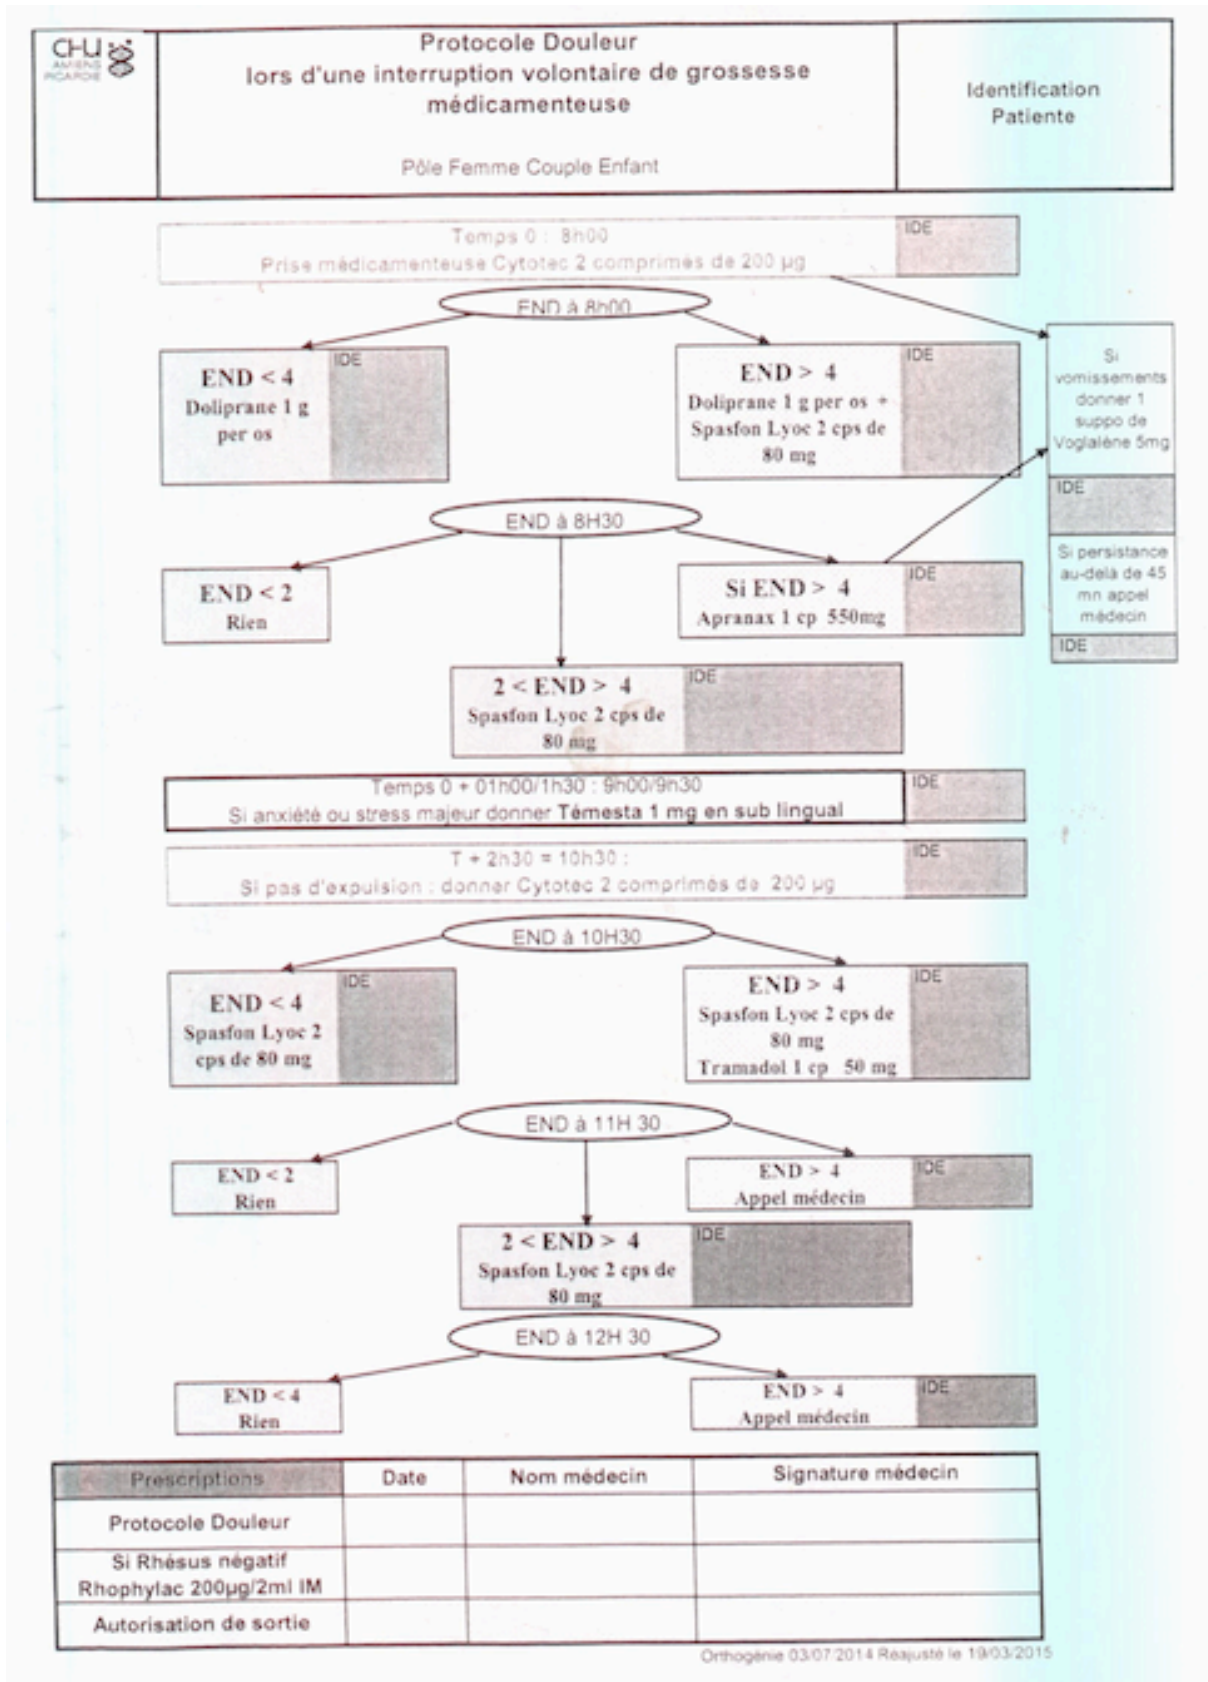 CHU
AMIENS
PICARDIE
Protocole Douleur
lors d'une interruption volontaire de grossesse
médicamenteuse
Pôle Femme Couple Enfant
Identification
Patiente
Temps 0 : 8h00
Prise médicamenteuse Cytotec 2 comprimés de 200 µg
IDE
END à 8h00
END < 4
Doliprane 1 g
per os
IDE
END > 4
Doliprane 1 g per os +
Spasfon Lyoc 2 cps de
80 mg
IDE
Si
vomissements
donner 1
suppo de
Voglalène 5mg
IDE
Si persistance
au-delà de 45
mn appel
médecin
IDE
END à 8H30
END < 2
Rien
Si END > 4
Apranax 1 cp 550mg
IDE
2 < END > 4
Spasfon Lyoc 2 cps de
80 mg
IDE
Temps 0 + 01h00/1h30 : 9h00/9h30
Si anxiété ou stress majeur donner Témesta 1 mg en sub lingual
IDE
T + 2h30 = 10h30 :
Si pas d'expulsion : donner Cytotec 2 comprimés de 200 µg
IDE
END à 10H30
END < 4
Spasfon Lyoc 2
cps de 80 mg
IDE
END > 4
Spasfon Lyoc 2 cps de
80 mg
Tramadol 1 cp 50 mg
IDE
END à 11H 30
END < 2
Rien
END > 4
Appel médecin
IDE
2 < END > 4
Spasfon Lyoc 2 cps de
80 mg
IDE
END à 12H 30
END < 4
Rien
END > 4
Appel médecin
IDE
Prescriptions
Date
Nom médecin
Signature médecin
Protocole Douleur
Si Rhésus négatif
Rhophylac 200µg/2ml IM
Autorisation de sortie
Orthogénie 03/07/2014 Réajusté le 19/03/2015